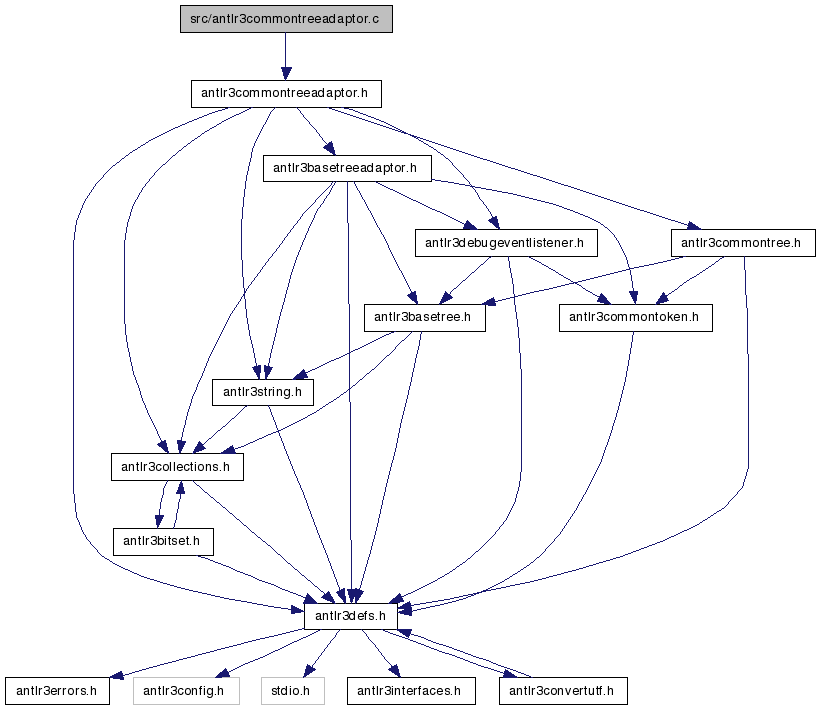 src/antlr3commontreeadaptor.c
antlr3commontreeadaptor.h
antlr3basetreeadaptor.h
antlr3debugeventlistener.h
antlr3commontree.h
antlr3basetree.h
antlr3commontoken.h
antlr3string.h
antlr3collections.h
antlr3bitset.h
antlr3defs.h
antlr3errors.h
antlr3config.h
stdio.h
antlr3interfaces.h
antlr3convertutf.h